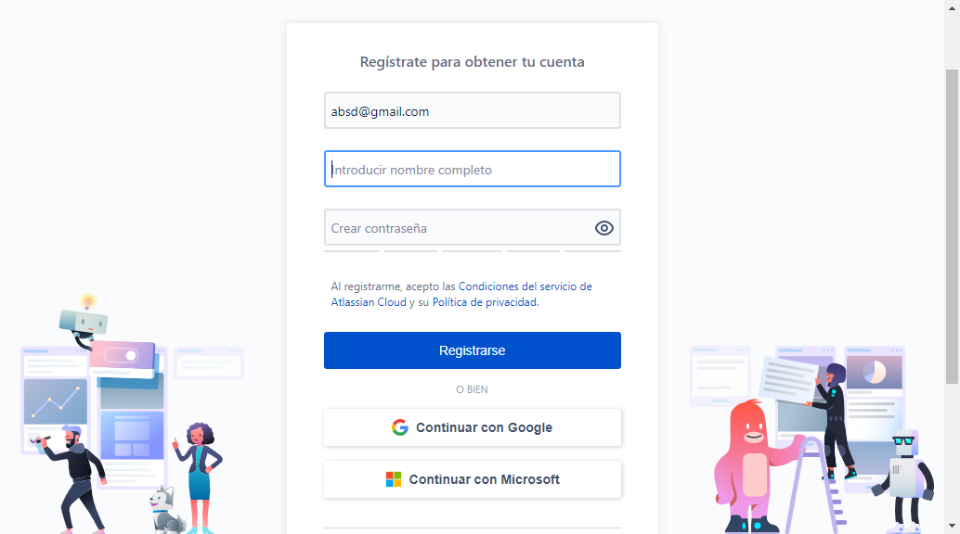 Regístrate para obtener tu cuenta
absd@gmail.com
Introducir nombre completo
Crear contraseña
Al registrarme, acepto las Condiciones del servicio de
Atlassian Cloud y su Política de privacidad.
Registrarse
O BIEN
Continuar con Google
Continuar con Microsoft